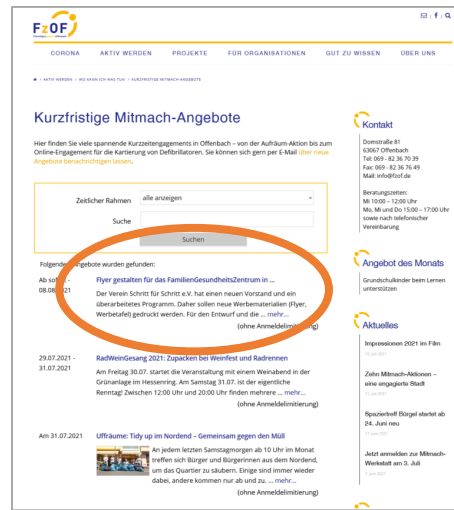 FzOF
CORONA AKTIV WERDEN PROJEKTE FÜR ORGANISATIONEN GUT ZU WISSEN ÜBER UNS
> AKTIV WERDEN > WO KANN ICH WAS TUN > KURZFRISTIGE MITMACH-ANGEBOTE
Kurzfristige Mitmach-Angebote
Hier finden Sie viele spannende Kurzzeitengagements in Offenbach – von der Aufräum-Aktion bis zum
Online-Engagement für die Kartierung von Defibrillatoren. Sie können sich gern per E-Mail über neue
Angebote benachrichtigen lassen.
Zeitlicher Rahmen alle anzeigen
Suche
Suchen
Folgende Angebote wurden gefunden:
Ab sofort -
08.08.2021
Flyer gestalten für das FamilienGesundheitsZentrum in ...
Der Verein Schritt für Schritt e.V. hat einen neuen Vorstand und ein
überarbeitetes Programm. Daher sollen neue Werbematerialien (Flyer,
Werbetafel) gedruckt werden. Für den Entwurf und die ... mehr...
(ohne Anmeldelimitierung)
29.07.2021 -
31.07.2021
RadWeinGesang 2021: Zupacken bei Weinfest und Radrennen
Am Freitag 30.07. startet die Veranstaltung mit einem Weinabend in der
Grünanlage im Hessenring. Am Samstag 31.07. ist der eigentliche
Renntag! Zwischen 12:00 Uhr und 20:00 Uhr finden mehrere ... mehr...
(ohne Anmeldelimitierung)
Am 31.07.2021
Uffräume: Tidy up im Nordend – Gemeinsam gegen den Müll
An jedem letzten Samstagmorgen ab 10 Uhr im Monat
treffen sich Bürger und Bürgerinnen aus dem Nordend,
um das Quartier zu säubern. Einige sind immer wieder
dabei, andere kommen nur ab und zu. ... mehr...
(ohne Anmeldelimitierung)
Kontakt
Domstraße 81
63067 Offenbach
Tel: 069 - 82 36 70 39
Fax: 069 - 82 36 76 49
Mail: info@fzof.de
Beratungszeiten:
Mi 10:00 – 12:00 Uhr
Mo, Mi und Do 15:00 – 17:00 Uhr
sowie nach telefonischer
Vereinbarung
Angebot des Monats
Grundschulkinder beim Lernen
unterstützen
Aktuelles
Impressionen 2021 im Film
Zehn Mitmach-Aktionen –
eine engagierte Stadt
Spaziertreff Bürgel startet ab
24. Juni neu
Jetzt anmelden zur Mitmach-
Werkstatt am 3. Juli